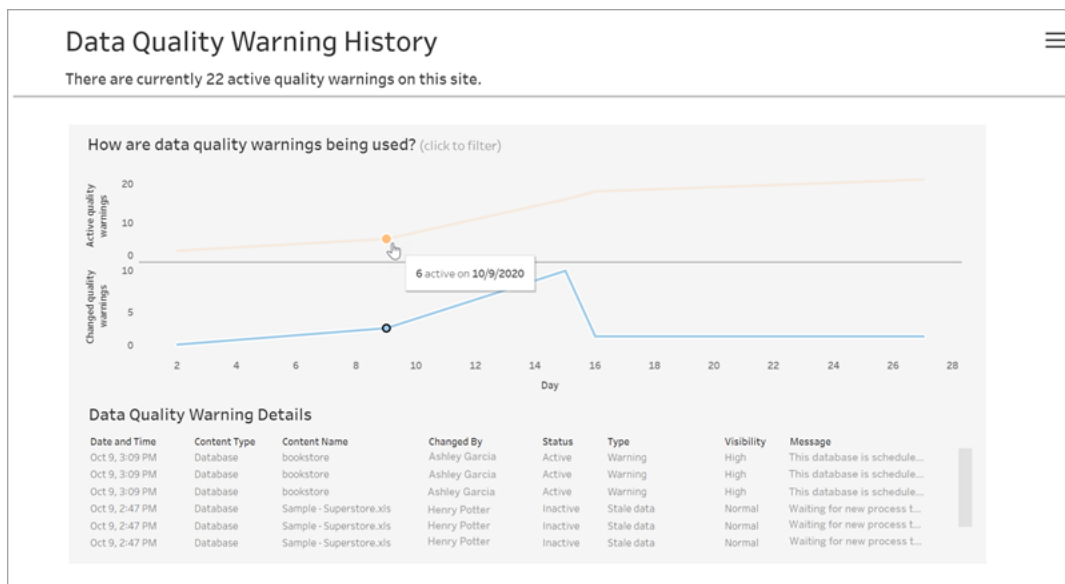 Data Quality Warning History
There are currently 22 active quality warnings on this site.
How are data quality warnings being used? (click to filter)
Active quality
warnings
20
10
0
6 active on 10/9/2020
Changed quality
warnings
10
5
0
2 4 6 8 10 12 14 16 18 20 22 24 26 28
Day
Data Quality Warning Details
Date and Time Content Type Content Name Changed By Status Type Visibility Message
Oct 9, 3:09 PM Database bookstore Ashley Garcia Active Warning High This database is schedule...
Oct 9, 3:09 PM Database bookstore Ashley Garcia Active Warning High This database is schedule...
Oct 9, 3:09 PM Database bookstore Ashley Garcia Active Warning High This database is schedule...
Oct 9, 2:47 PM Database Sample - Superstore.xls Henry Potter Inactive Stale data Normal Waiting for new process t...
Oct 9, 2:47 PM Database Sample - Superstore.xls Henry Potter Inactive Stale data Normal Waiting for new process t...
Oct 9, 2:47 PM Database Sample - Superstore.xls Henry Potter Inactive Stale data Normal Waiting for new process t...